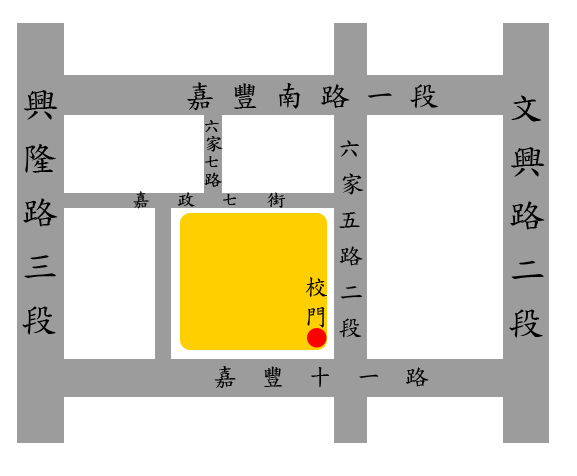 嘉豐南路一段
興隆路三段
六家七路
六家五路二段
文興路二段
嘉政七街
校門
嘉豐十一路